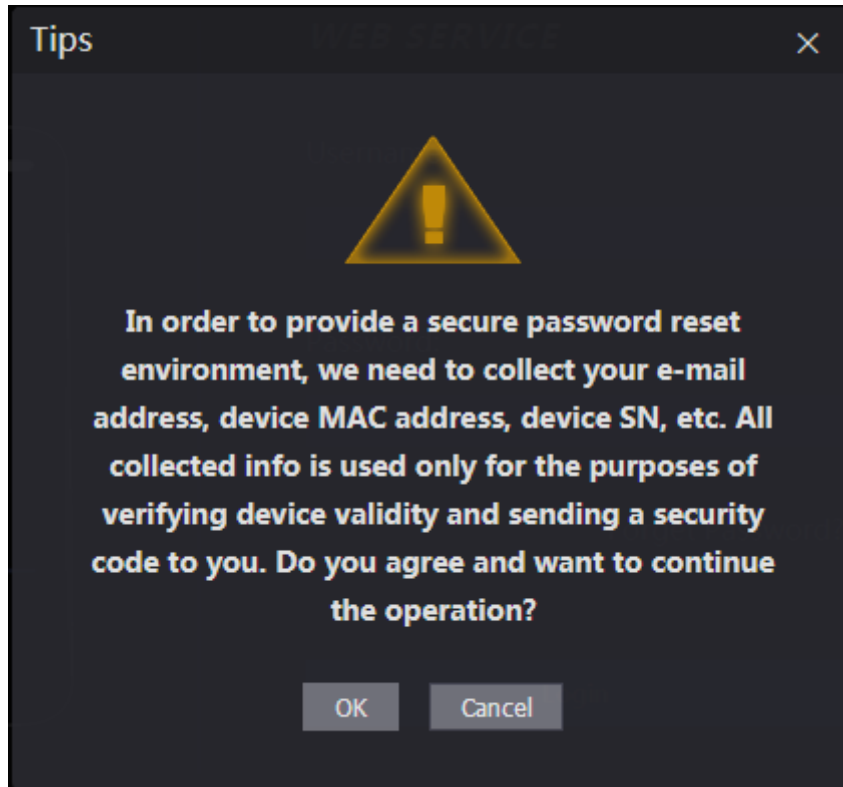 Tips
WEB SERVICE
In order to provide a secure password reset
environment, we need to collect your e-mail
address, device MAC address, device SN, etc. All
collected info is used only for the purposes of
verifying device validity and sending a security
code to you. Do you agree and want to continue
the operation?
OK
Cancel